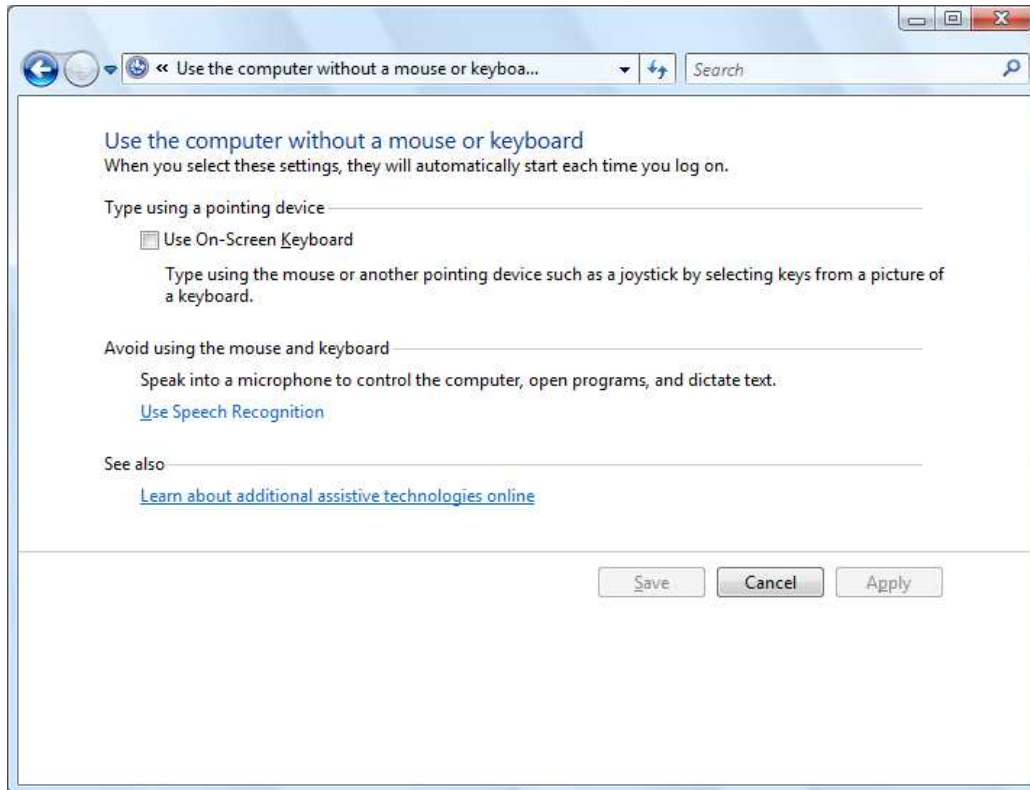 « Use the computer without a mouse or keyboa...
Search
Use the computer without a mouse or keyboard
When you select these settings, they will automatically start each time you log on.
Type using a pointing device
Use On-Screen Keyboard
Type using the mouse or another pointing device such as a joystick by selecting keys from a picture of
a keyboard.
Avoid using the mouse and keyboard
Speak into a microphone to control the computer, open programs, and dictate text.
Use Speech Recognition
See also
Learn about additional assistive technologies online
Save Cancel Apply